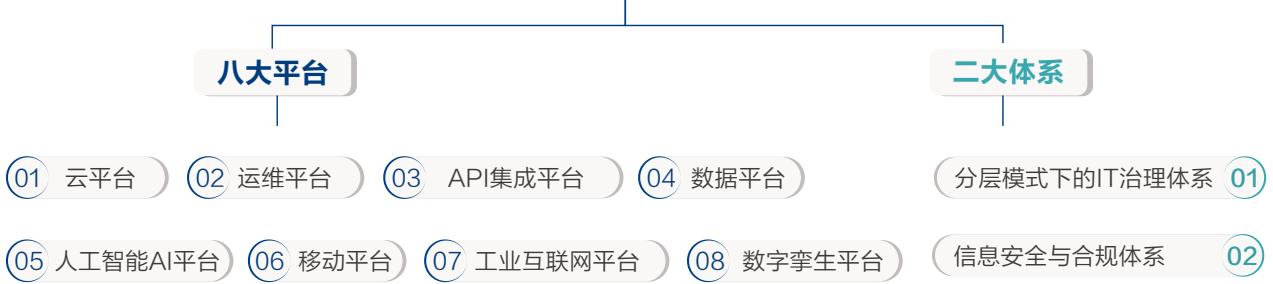 八大平台
01 云平台
02 运维平台
03 API集成平台
04 数据平台
05 人工智能AI平台
06 移动平台
07 工业互联网平台
08 数字孪生平台
二大体系
分层模式下的IT治理体系 01
信息安全与合规体系 02